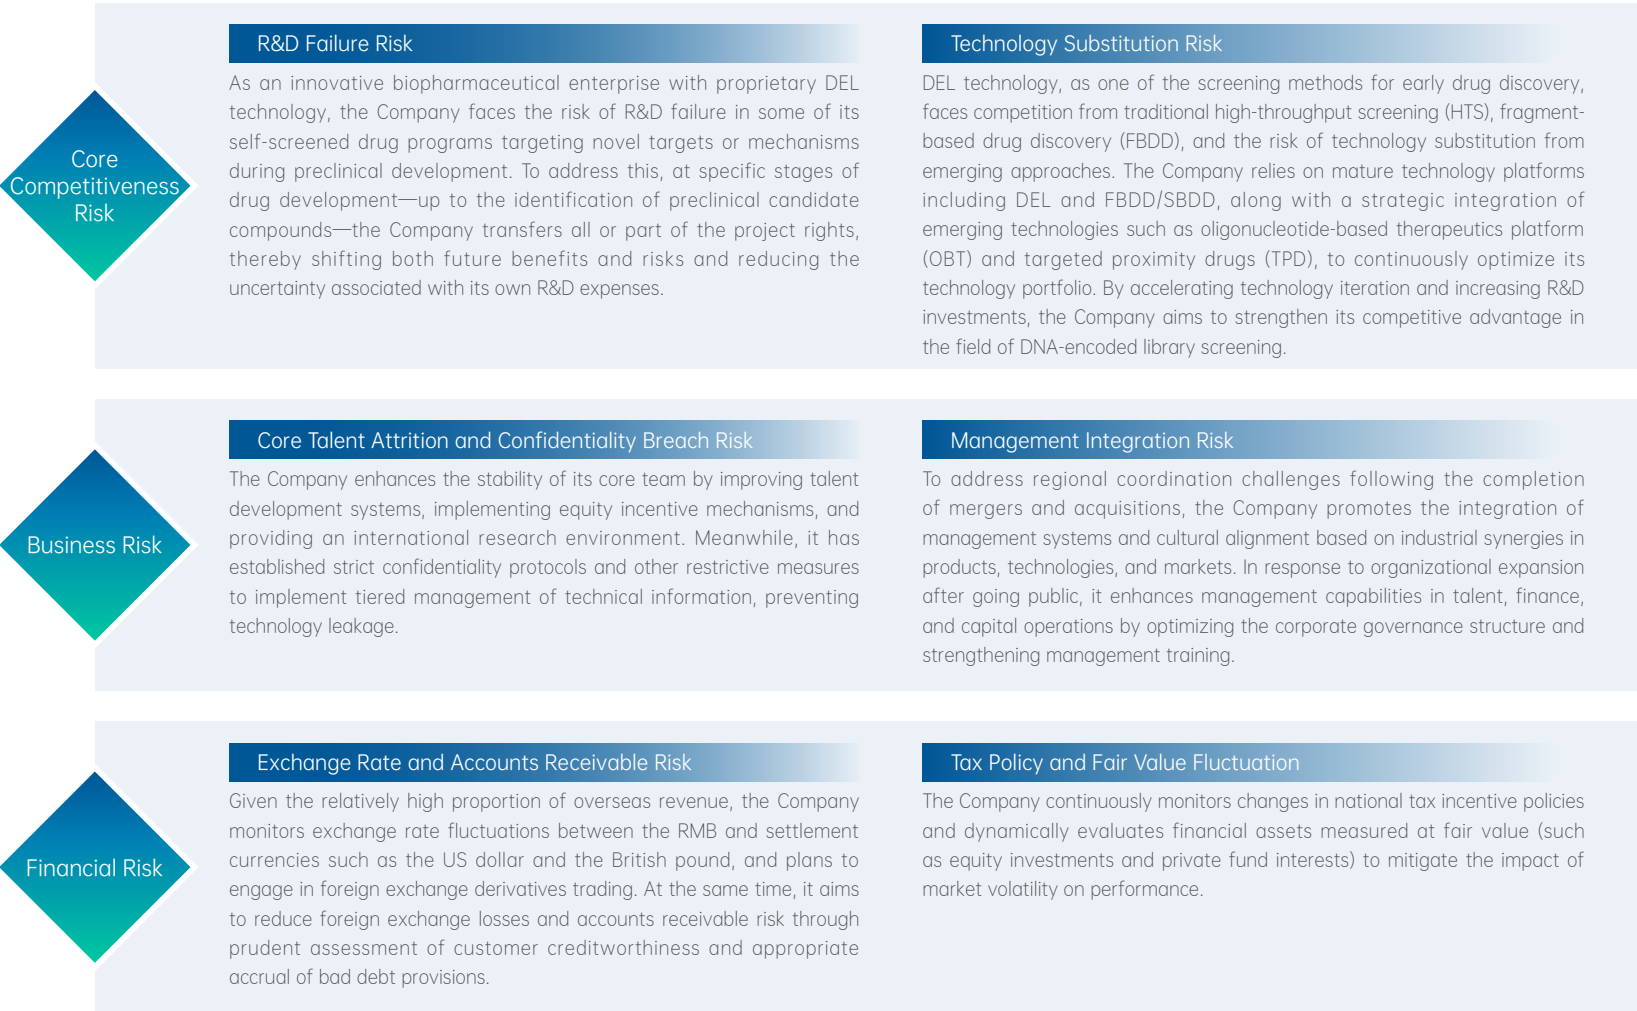 Core
Competitiveness
Risk
R&D Failure Risk
As an innovative biopharmaceutical enterprise with proprietary DEL
technology, the Company faces the risk of R&D failure in some of its
self-screened drug programs targeting novel targets or mechanisms
during preclinical development. To address this, at specific stages of
drug development—up to the identification of preclinical candidate
compounds—the Company transfers all or part of the project rights,
thereby shifting both future benefits and risks and reducing the
uncertainty associated with its own R&D expenses.
Technology Substitution Risk
DEL technology, as one of the screening methods for early drug discovery,
faces competition from traditional high-throughput screening (HTS), fragment-
based drug discovery (FBDD), and the risk of technology substitution from
emerging approaches. The Company relies on mature technology platforms
including DEL and FBDD/SBDD, along with a strategic integration of
emerging technologies such as oligonucleotide-based therapeutics platform
(OBT) and targeted proximity drugs (TPD), to continuously optimize its
technology portfolio. By accelerating technology iteration and increasing R&D
investments, the Company aims to strengthen its competitive advantage in
the field of DNA-encoded library screening.
Business Risk
Core Talent Attrition and Confidentiality Breach Risk
The Company enhances the stability of its core team by improving talent
development systems, implementing equity incentive mechanisms, and
providing an international research environment. Meanwhile, it has
established strict confidentiality protocols and other restrictive measures
to implement tiered management of technical information, preventing
technology leakage.
Management Integration Risk
To address regional coordination challenges following the completion
of mergers and acquisitions, the Company promotes the integration of
management systems and cultural alignment based on industrial synergies in
products, technologies, and markets. In response to organizational expansion
after going public, it enhances management capabilities in talent, finance,
and capital operations by optimizing the corporate governance structure and
strengthening management training.
Financial Risk
Exchange Rate and Accounts Receivable Risk
Given the relatively high proportion of overseas revenue, the Company
monitors exchange rate fluctuations between the RMB and settlement
currencies such as the US dollar and the British pound, and plans to
engage in foreign exchange derivatives trading. At the same time, it aims
to reduce foreign exchange losses and accounts receivable risk through
prudent assessment of customer creditworthiness and appropriate
accrual of bad debt provisions.
Tax Policy and Fair Value Fluctuation
The Company continuously monitors changes in national tax incentive policies
and dynamically evaluates financial assets measured at fair value (such
as equity investments and private fund interests) to mitigate the impact of
market volatility on performance.